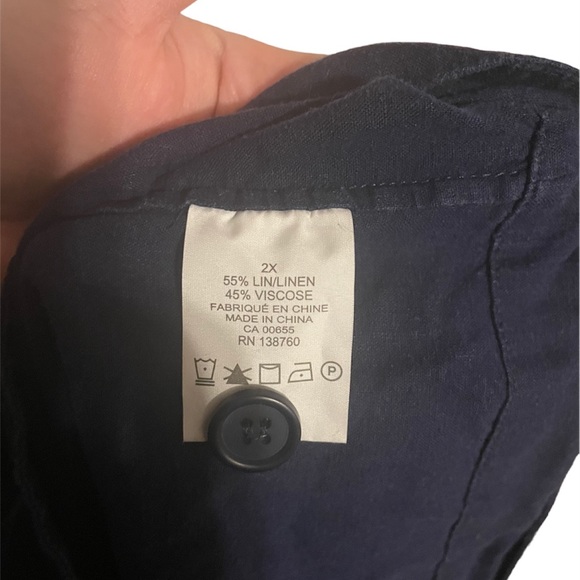 2X
55% LIN/LINEN
45% VISCOSE
FABRIQUÉ EN CHINE
MADE IN CHINA
CA 00655
RN 138760
P